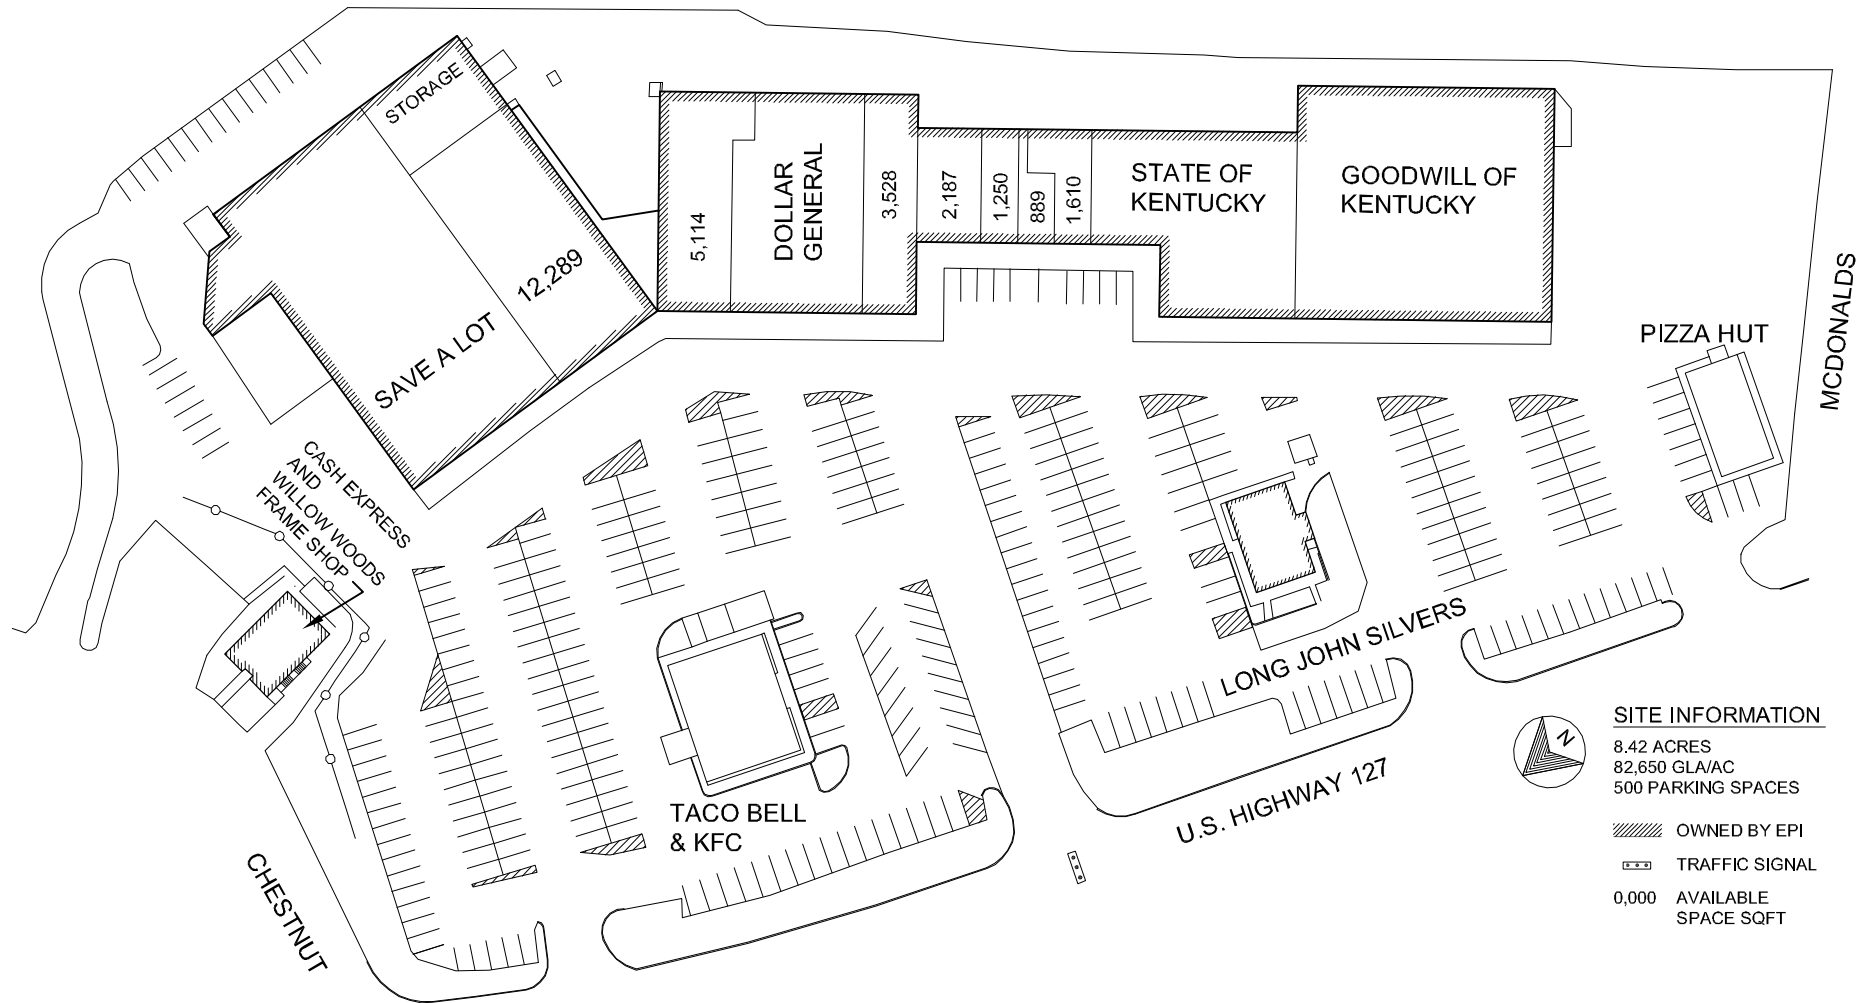 STORAGE
SAVE A LOT
12,289
5,114
DOLLAR
GENERAL
3,528
2,187
1,250
889
1,610
STATE OF
KENTUCKY
GOODWILL OF
KENTUCKY
PIZZA HUT
MCDONALDS
CASH EXPRESS
AND
WILLOW WOODS
FRAME SHOP
LONG JOHN SILVERS
TACO BELL
& KFC
U.S. HIGHWAY 127
CHESTNUT
N
SITE INFORMATION
8.42 ACRES
82,650 GLA/AC
500 PARKING SPACES
OWNED BY EPI
TRAFFIC SIGNAL
0,000 AVAILABLE
SPACE SQFT